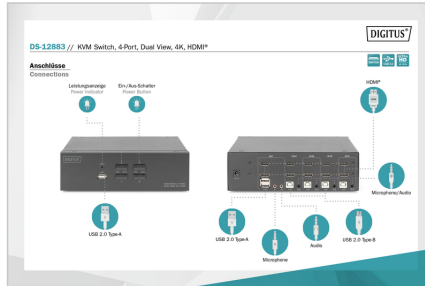 DIGITUS®
DS-12883 // KVM Switch, 4-Port, Dual View, 4K, HDMI®
Anschlüsse
Connections
Leistungsanzeige
Power Indicator
Ein-/Aus-Schalter
Power Button
HDMI®
DIGITUS
USB 2.0 Type-A
USB 2.0 Type-A
Microphone
Audio
USB 2.0 Type-B
Microphone/Audio